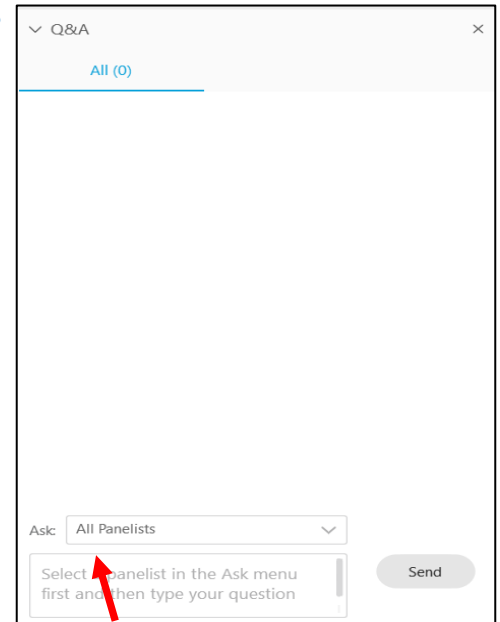 Q&A
All (0)
Ask: All Panelists
Select a panelist in the Ask menu
first and then type your question
Send